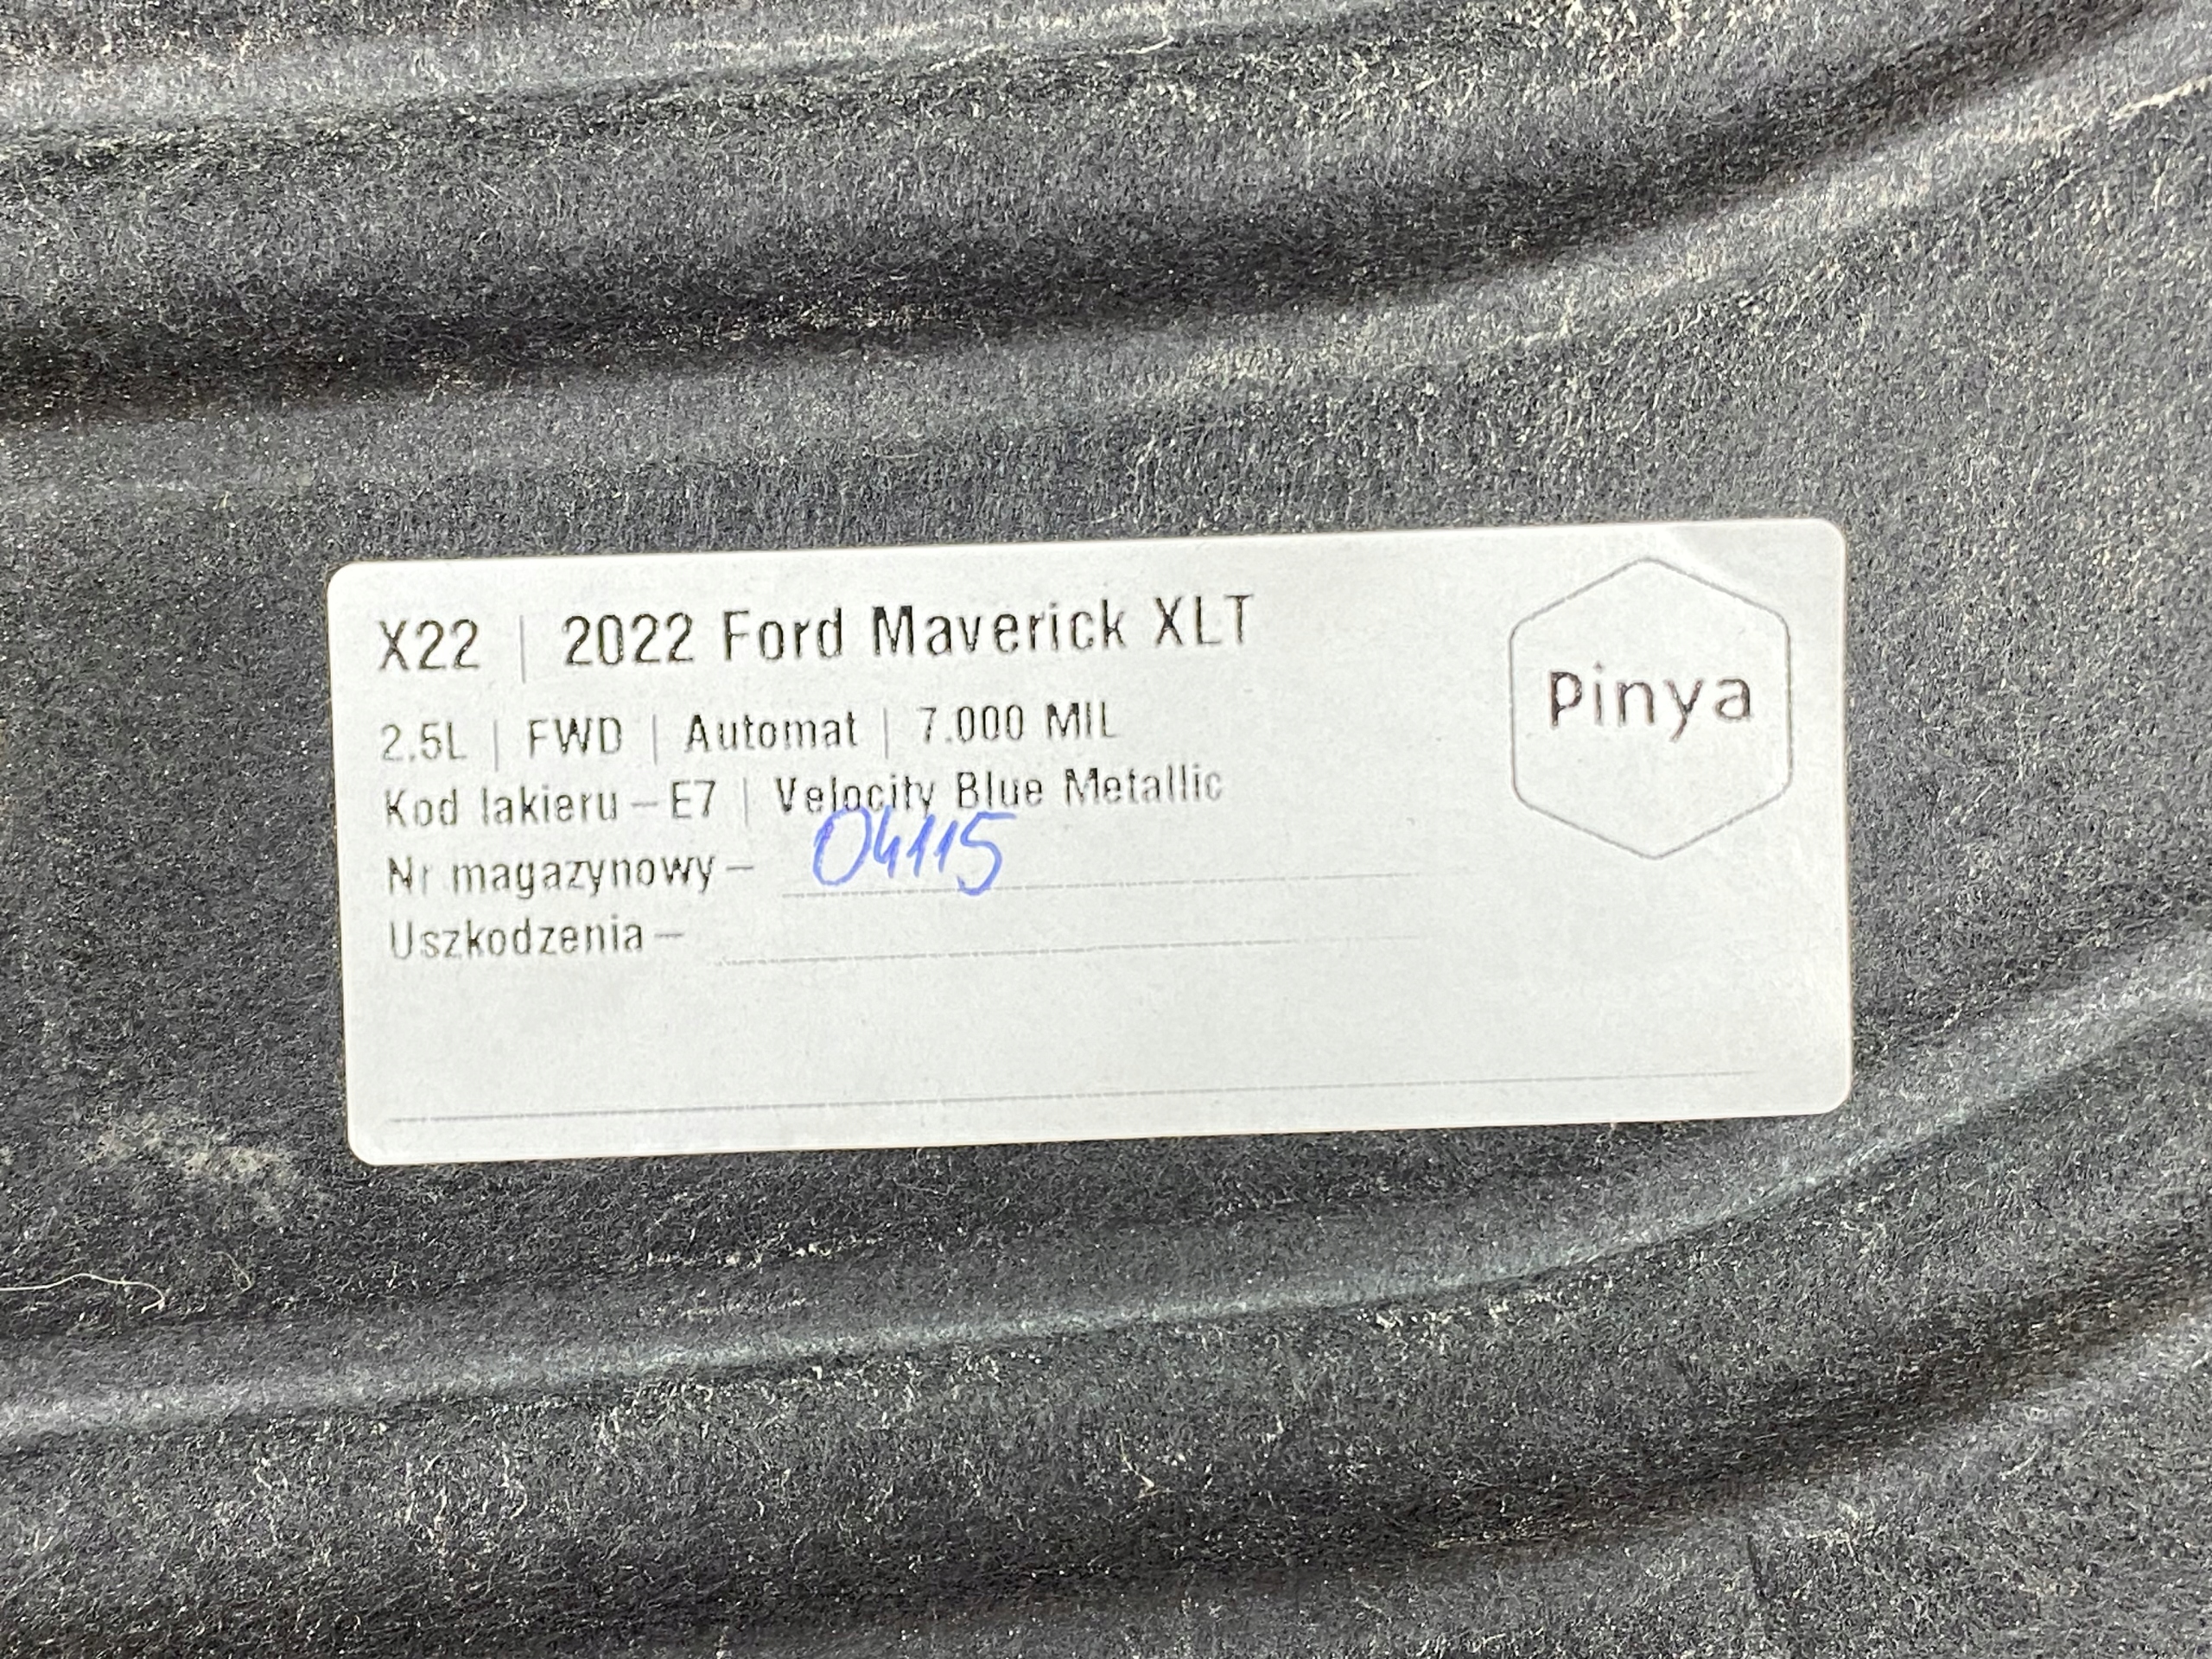 X22 | 2022 Ford Maverick XLT
Pinya
2.5L | FWD | Automat | 7.000 MIL
Kod lakieru – E7 | Velocity Blue Metallic
Nr magazynowy – 04115
Uszkodzenia –